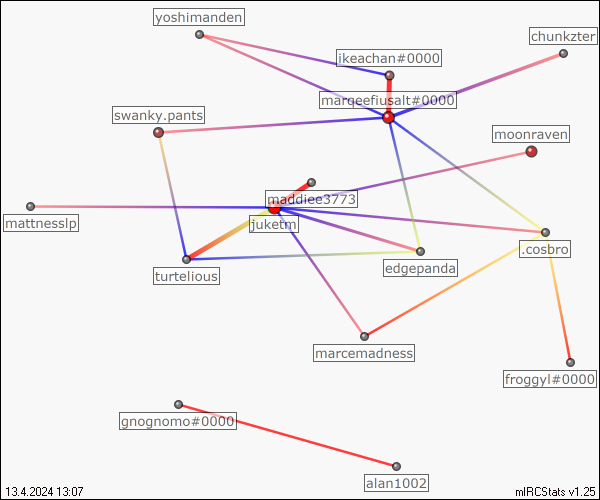 yoshimanden
chunkzter
ikeachan#0000
margeefiusalt#0000
swanky.pants
moonraven
maddiee3773
mattnesslp
juketm
.cosbro
edgepanda
turtelious
marcemadness
froggyl#0000
gnognomo#0000
alan1002
13.4.2024 13:07
mIRCStats v1.25